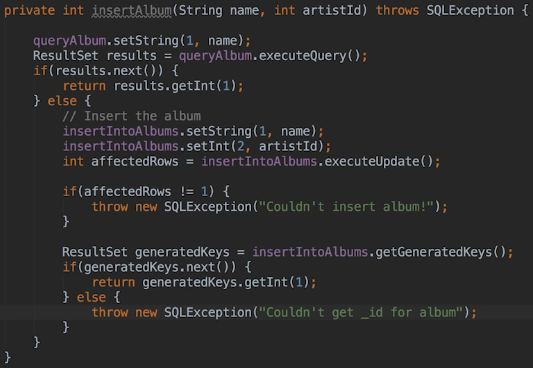 private int insertAlbum(String name, int artistId) throws SQLException {
queryAlbum.setString(1, name);
ResultSet results = queryAlbum.executeQuery();
if(results.next()) {
return results.getInt(1);
} else {
// Insert the album
insertIntoAlbums.setString(1, name);
insertIntoAlbums.setInt(2, artistId);
int affectedRows = insertIntoAlbums.executeUpdate();
if(affectedRows != 1) {
throw new SQLException("Couldn't insert album!");
}
ResultSet generatedKeys = insertIntoAlbums.getGeneratedKeys();
if(generatedKeys.next()) {
return generatedKeys.getInt(1);
} else {
throw new SQLException("Couldn't get _id for album");
}
}
}